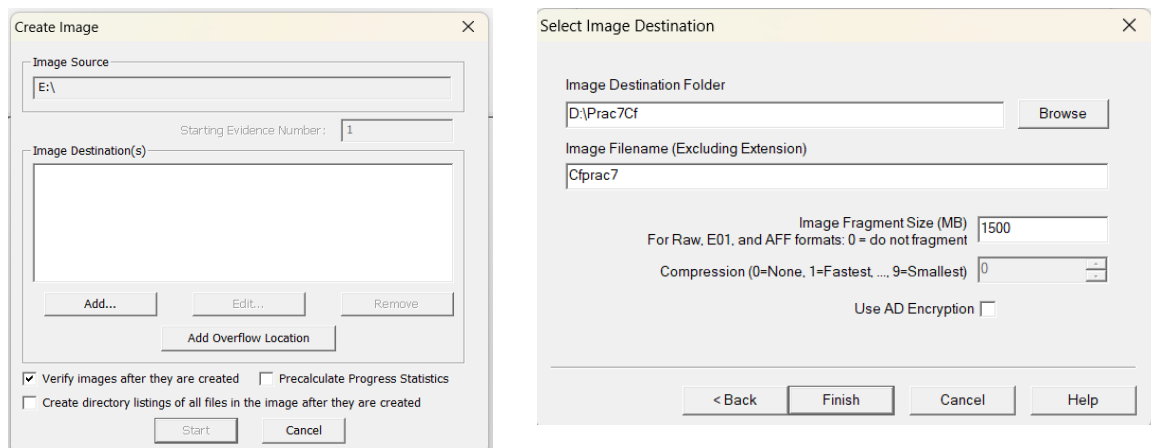 Create Image
Image Source
E:\
Starting Evidence Number: 1
Image Destination(s)
Add... Edit... Remove
Add Overflow Location
Verify images after they are created Precalculate Progress Statistics
Create directory listings of all files in the image after they are created
Start Cancel
Select Image Destination
Image Destination Folder
D:\Prac7Cf Browse
Image Filename (Excluding Extension)
Cfprac7
Image Fragment Size (MB) 1500
For Raw, E01, and AFF formats: 0 = do not fragment
Compression (0=None, 1=Fastest, ..., 9=Smallest) 0
Use AD Encryption
< Back Finish Cancel Help